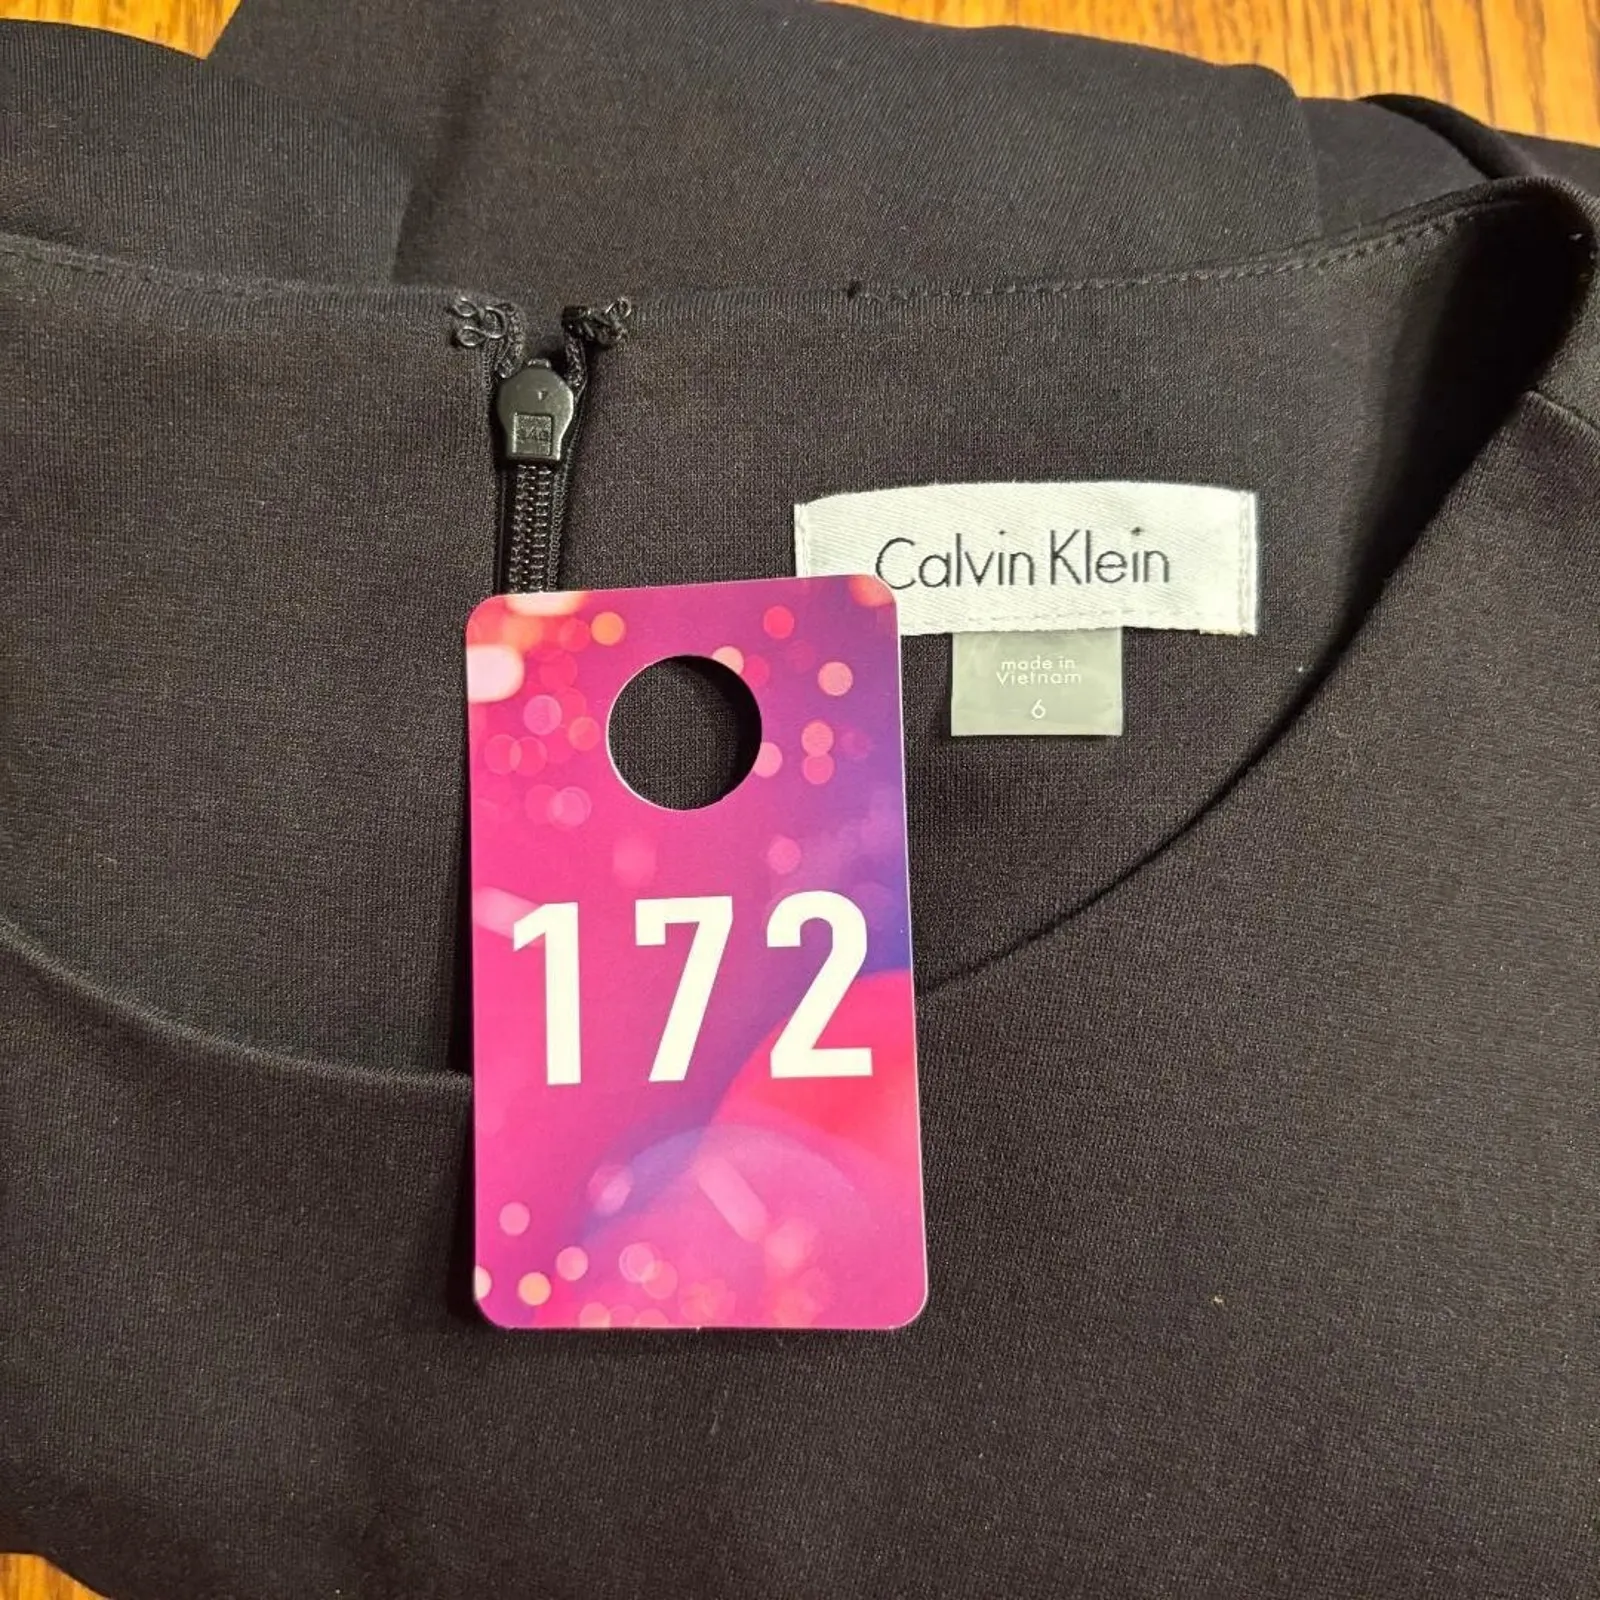 Calvin Klein
made in
Vietnam
6
172